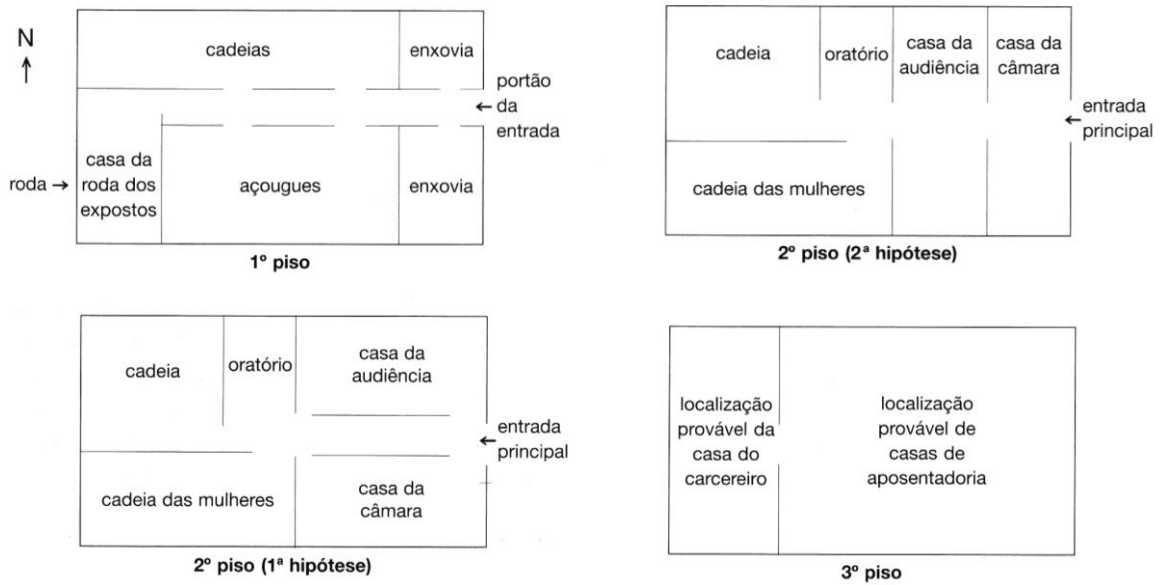 N
cadeias
enxovia
portão
da
entrada
roda
casa da
roda dos
expostos
açougues
enxovia
1º piso
cadeia
oratório
casa da
audiência
casa da
câmara
entrada
principal
cadeia das mulheres
2º piso (2ª hipótese)
cadeia
oratório
casa da
audiência
entrada
principal
cadeia das mulheres
casa da
câmara
2º piso (1ª hipótese)
localização
provável da
casa do
carcereiro
localização
provável de
casas de
aposentadoria
3º piso